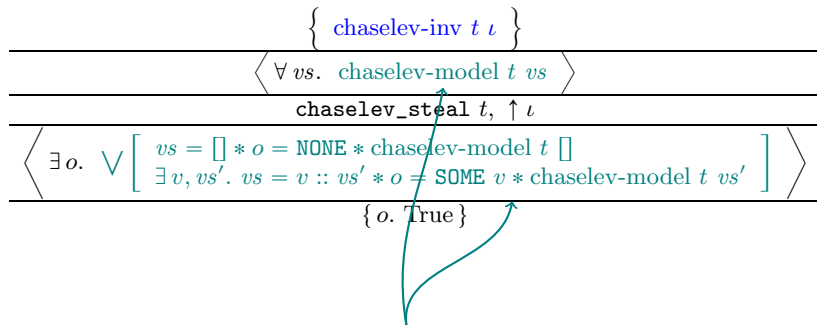 { chaselev-inv t ι }
⟨ ∀ vs. chaselev-model t vs ⟩
chaselev_steal t, ↑ ι
⟨ ∃ o. ⋁ [ vs = [] * o = NONE * chaselev-model t []
∃ v, vs′. vs = v :: vs′ * o = SOME v * chaselev-model t vs′ ] ⟩
{ o. True }